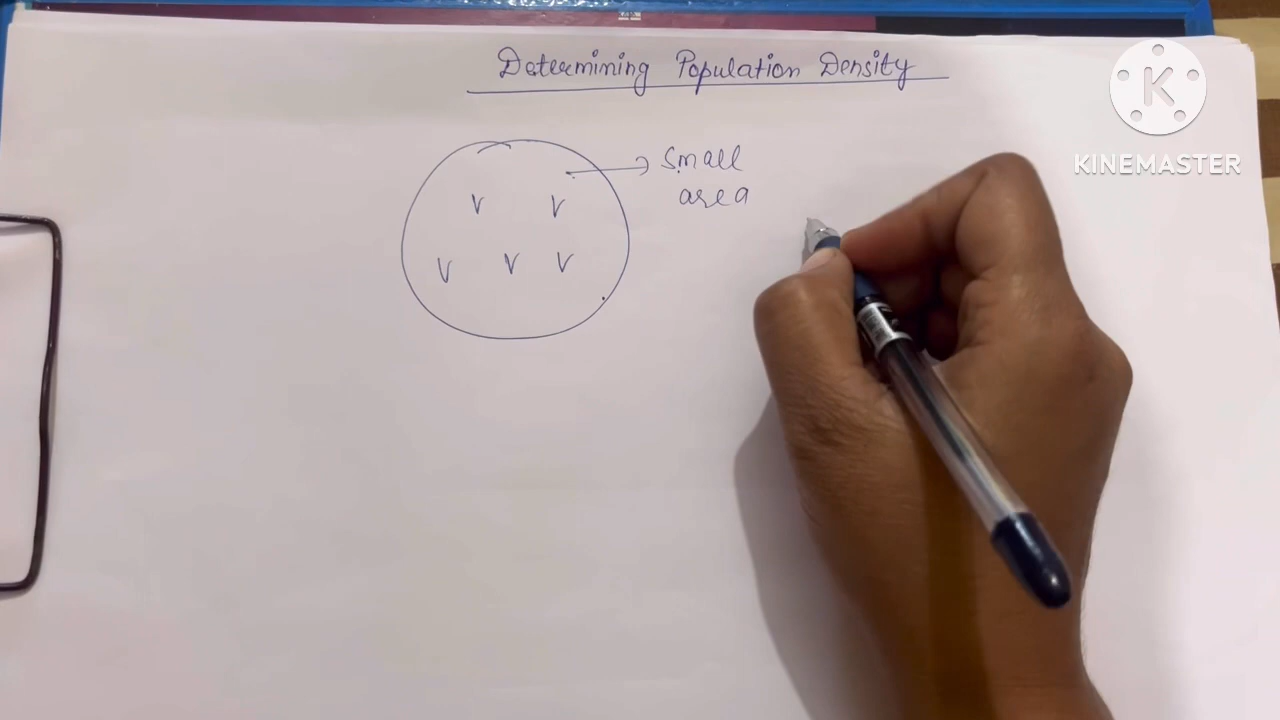 Determining Population Density
small
area
V V
V V V
K
KINEMASTER